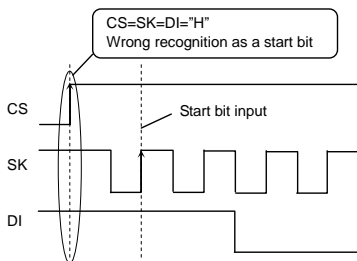 CS=SK=DI="H"
Wrong recognition as a start bit
CS
Start bit input
SK
DI